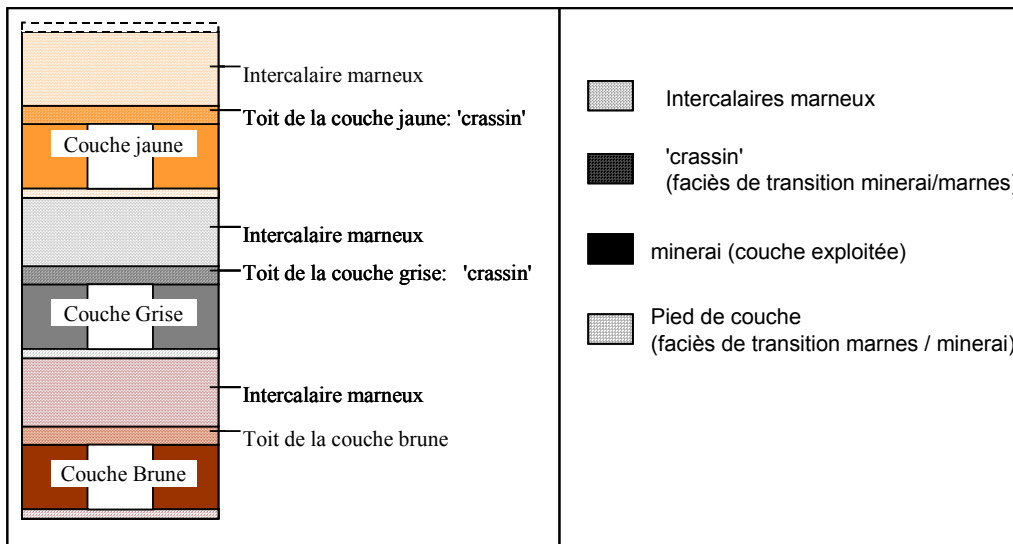 Intercalaire marneux
Toit de la couche jaune: 'crassin'
Couche jaune
Intercalaire marneux
Toit de la couche grise: 'crassin'
Couche Grise
Intercalaire marneux
Toit de la couche brune
Couche Brune
Intercalaires marneux
'crassin'
(faciès de transition minerai/marnes)
minerai (couche exploitée)
Pied de couche
(faciès de transition marnes / minerai)